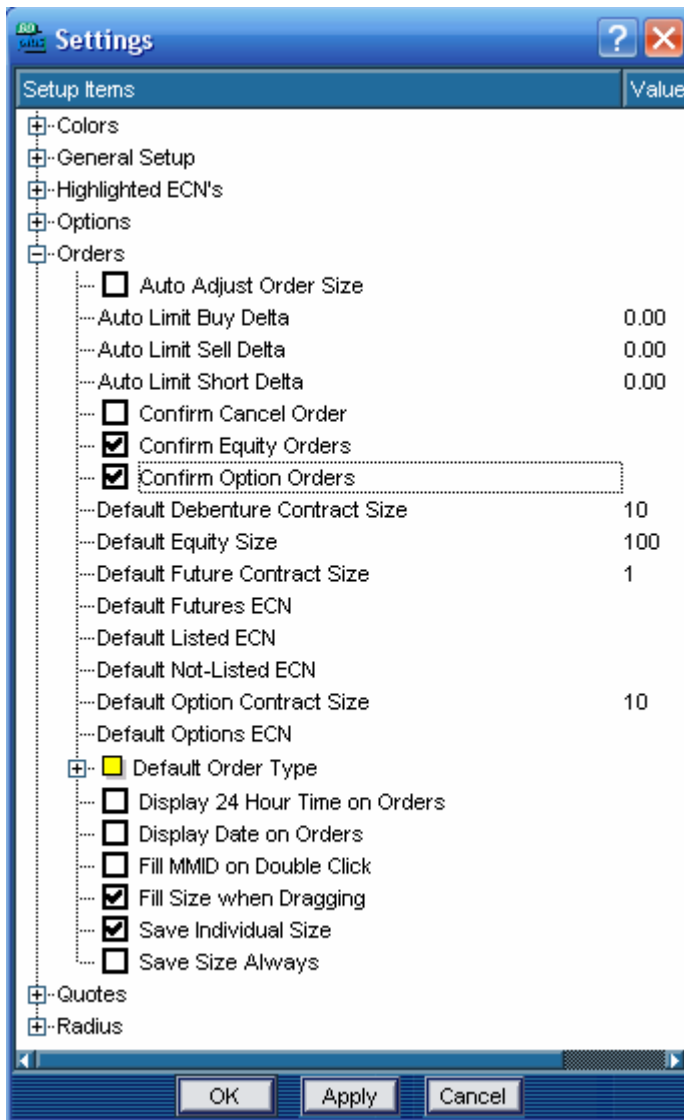 Settings
Setup Items Value
Colors
General Setup
Highlighted ECN's
Options
Orders
Auto Adjust Order Size
Auto Limit Buy Delta 0.00
Auto Limit Sell Delta 0.00
Auto Limit Short Delta 0.00
Confirm Cancel Order
Confirm Equity Orders
Confirm Option Orders
Default Debenture Contract Size 10
Default Equity Size 100
Default Future Contract Size 1
Default Futures ECN
Default Listed ECN
Default Not-Listed ECN
Default Option Contract Size 10
Default Options ECN
Default Order Type
Display 24 Hour Time on Orders
Display Date on Orders
Fill MMID on Double Click
Fill Size when Dragging
Save Individual Size
Save Size Always
Quotes
Radius
OK Apply Cancel